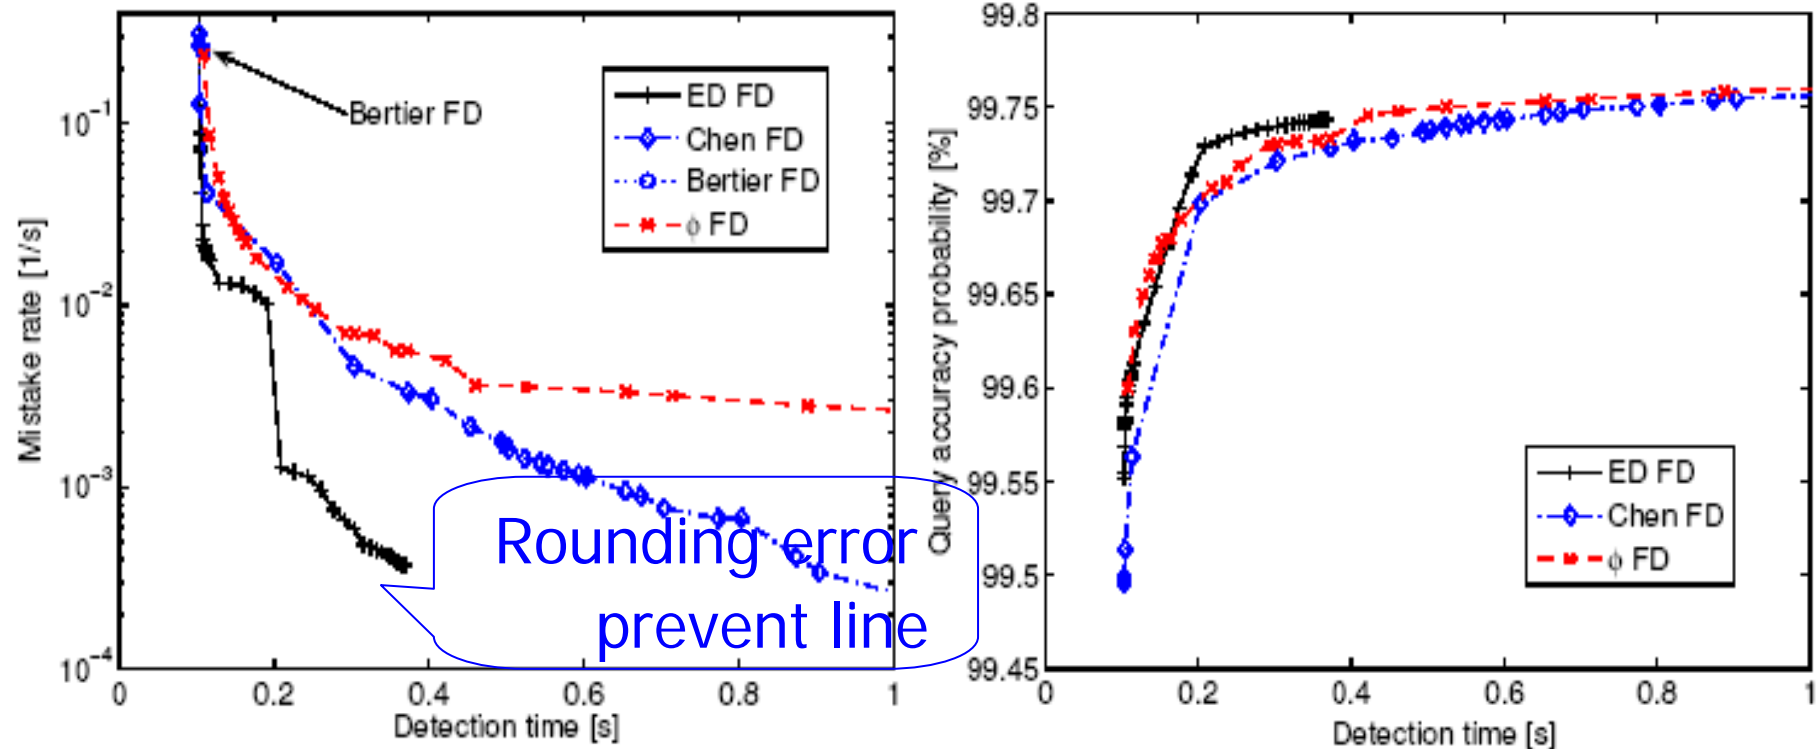 Mistake rate [1/s]
10⁻¹
10⁻²
10⁻³
10⁻⁴
Bertier FD
ED FD
Chen FD
Bertier FD
ϕ FD
Rounding error
prevent line
0 0.2 0.4 0.6 0.8 1
Detection time [s]
Query accuracy probability [%]
99.8
99.75
99.7
99.65
99.6
99.55
99.5
99.45
ED FD
Chen FD
ϕ FD
0 0.2 0.4 0.6 0.8 1
Detection time [s]